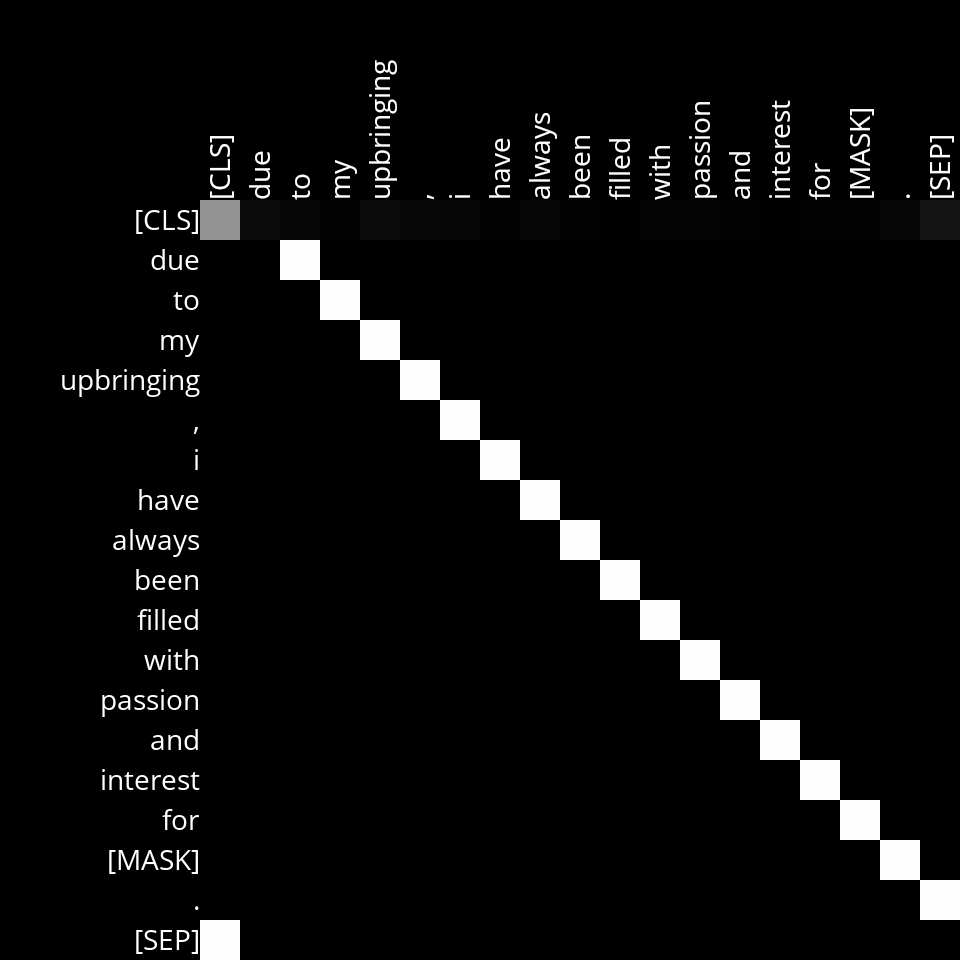 [CLS] due to my upbringing , i have always been filled with passion and interest for [MASK] . [SEP]
[CLS]
due
to
my
upbringing
,
i
have
always
been
filled
with
passion
and
interest
for
[MASK]
.
[SEP]